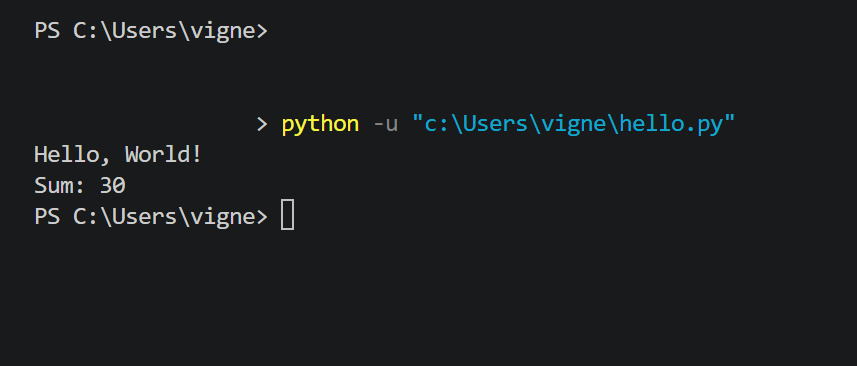 PS C:\Users\vigne>
> python -u "c:\Users\vigne\hello.py"
Hello, World!
Sum: 30
PS C:\Users\vigne>